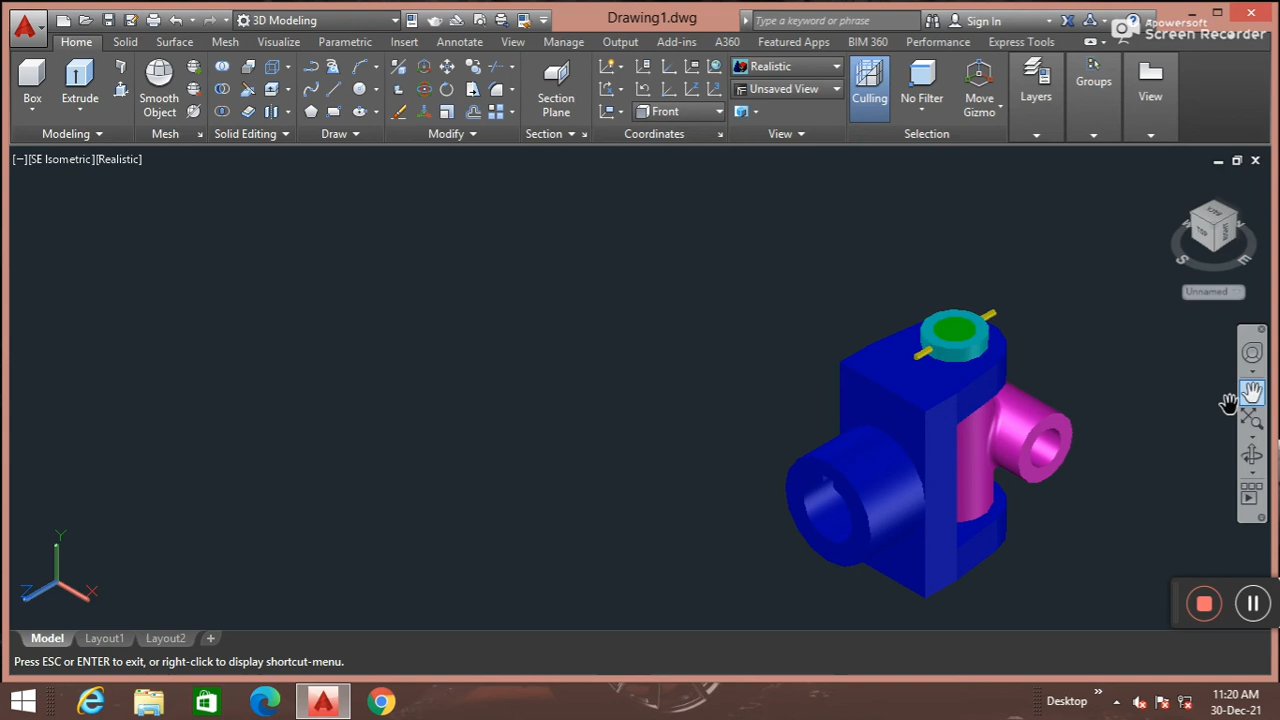 3D Modeling
Drawing1.dwg
Type a keyword or phrase
Sign In
Apowersoft
Screen Recorder
Home Solid Surface Mesh Visualize Parametric Insert Annotate View Manage Output Add-ins A360 Featured Apps BIM 360 Performance Express Tools
Box
Extrude
Smooth
Object
Section
Plane
Front
Realistic
Unsaved View
Culling
No Filter
Move
Gizmo
Layers
Groups
View
Modeling
Mesh
Solid Editing
Draw
Modify
Section
Coordinates
View
Selection
[−][SE Isometric][Realistic]
TOP
S
E
Unnamed
Y
Z
X
Model Layout1 Layout2 +
Press ESC or ENTER to exit, or right-click to display shortcut-menu.
Desktop
11:20 AM
30-Dec-21